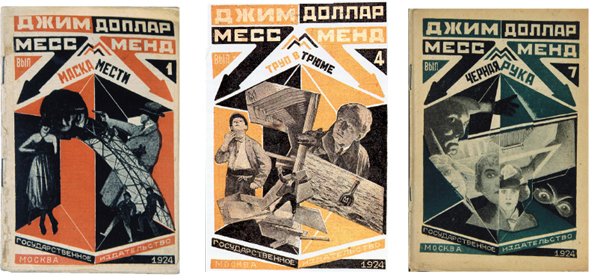 ДЖИМ ДОЛЛАР
МЕСС МЕНД
ВЫП 1
МАСКА МЕСТИ
ГОСУДАРСТВЕННОЕ ИЗДАТЕЛЬСТВО
МОСКВА 1924
ДЖИМ ДОЛЛАР
МЕСС МЕНД
ВЫП 4
ТРУП В ТРЮМЕ
ГОСУДАРСТВЕННОЕ ИЗДАТЕЛЬСТВО
МОСКВА 1924
ДЖИМ ДОЛЛАР
МЕСС МЕНД
ВЫП 7
ЧЕРНАЯ РУКА
ГОСУДАРСТВЕННОЕ ИЗДАТЕЛЬСТВО
МОСКВА 1924